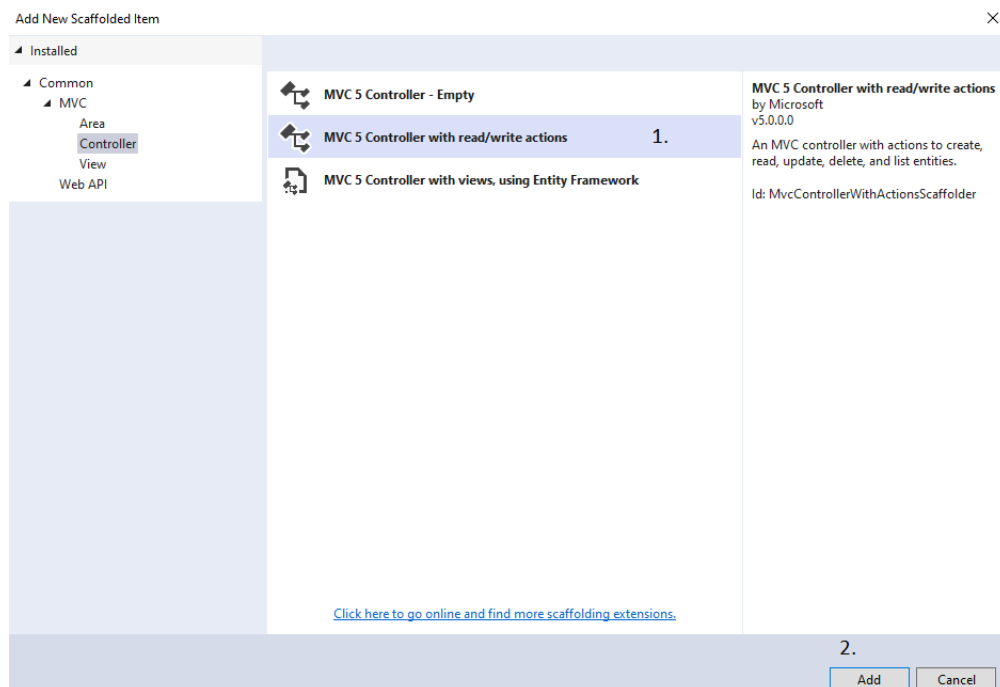 Add New Scaffolded Item
Installed
Common
MVC
Area
Controller
View
Web API
MVC 5 Controller - Empty
MVC 5 Controller with read/write actions
1.
MVC 5 Controller with views, using Entity Framework
Click here to go online and find more scaffolding extensions.
MVC 5 Controller with read/write actions
by Microsoft
v5.0.0.0
An MVC controller with actions to create,
read, update, delete, and list entities.
Id: MvcControllerWithActionsScaffolder
2.
Add
Cancel